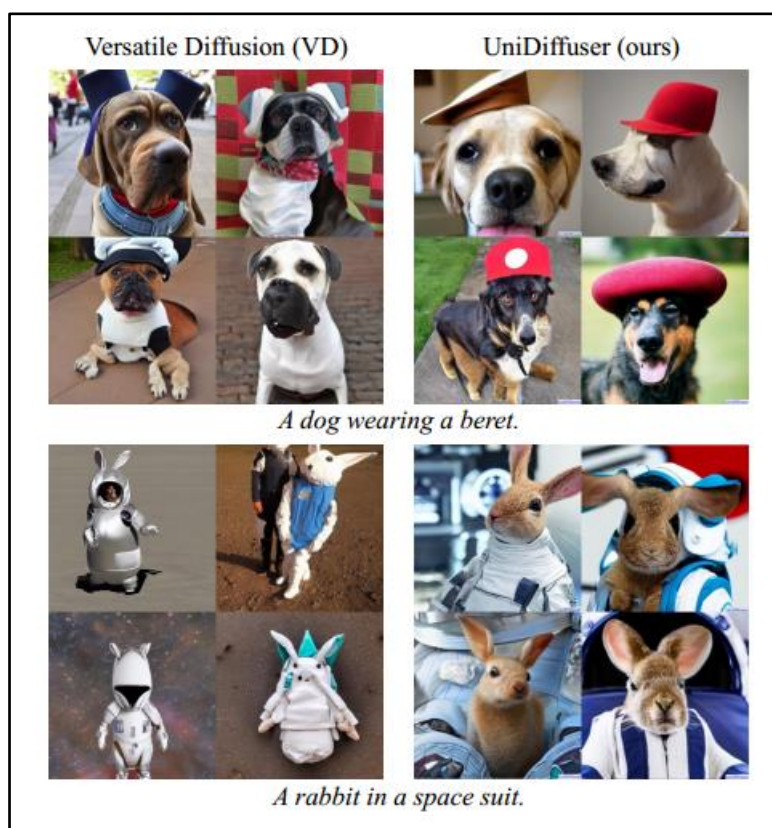 Versatile Diffusion (VD)
UniDiffuser (ours)
A dog wearing a beret.
A rabbit in a space suit.